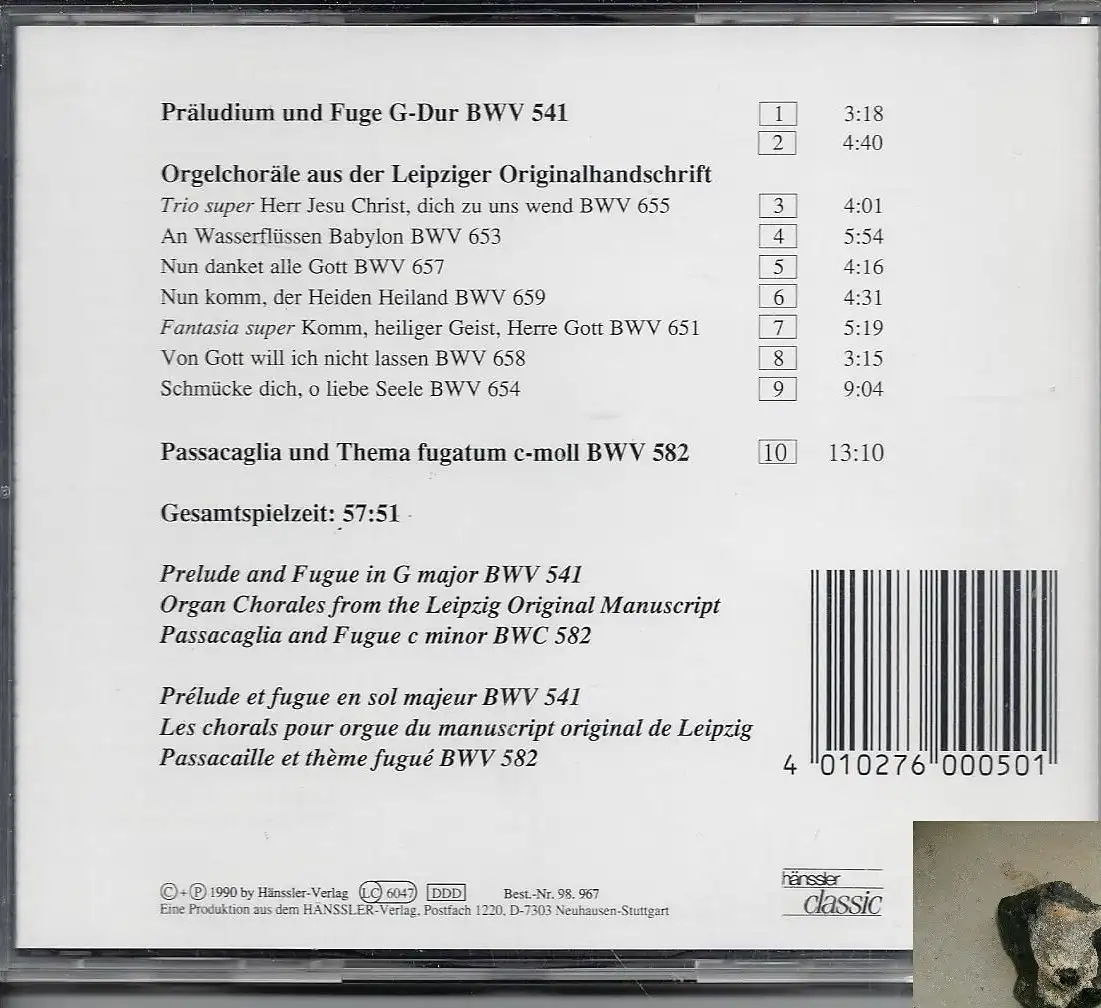 Präludium und Fuge G-Dur BWV 541 1 3:18
2 4:40
Orgelchoräle aus der Leipziger Originalhandschrift
Trio super Herr Jesu Christ, dich zu uns wend BWV 655 3 4:01
An Wasserflüssen Babylon BWV 653 4 5:54
Nun danket alle Gott BWV 657 5 4:16
Nun komm, der Heiden Heiland BWV 659 6 4:31
Fantasia super Komm, heiliger Geist, Herre Gott BWV 651 7 5:19
Von Gott will ich nicht lassen BWV 658 8 3:15
Schmücke dich, o liebe Seele BWV 654 9 9:04
Passacaglia und Thema fugatum c-moll BWV 582 10 13:10
Gesamtspielzeit: 57:51
Prelude and Fugue in G major BWV 541
Organ Chorales from the Leipzig Original Manuscript
Passacaglia and Fugue c minor BWC 582
Prélude et fugue en sol majeur BWV 541
Les chorals pour orgue du manuscript original de Leipzig
Passacaille et thème fugué BWV 582
4 010276 000501
©+℗ 1990 by Hänssler-Verlag LC 6047 DDD Best.-Nr. 98. 967
Eine Produktion aus dem HÄNSSLER-Verlag, Postfach 1220, D-7303 Neuhausen-Stuttgart
hänssler
classic